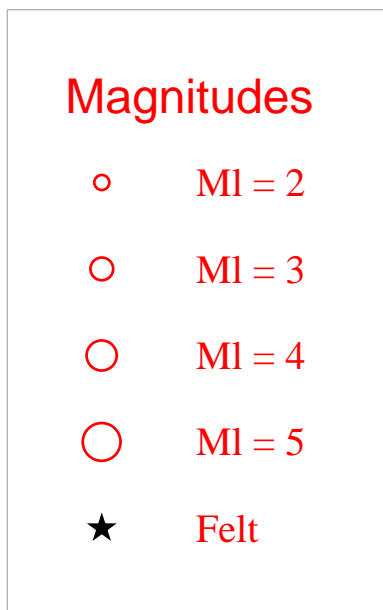 Magnitudes
Ml = 2
Ml = 3
Ml = 4
Ml = 5
Felt